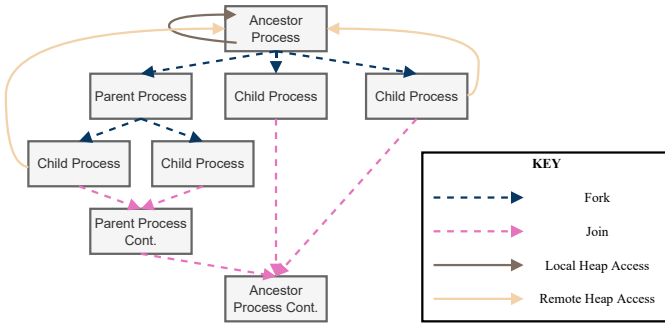 Ancestor
Process
Parent Process
Child Process
Child Process
Child Process
Child Process
Parent Process
Cont.
Ancestor
Process Cont.
KEY
Fork
Join
Local Heap Access
Remote Heap Access